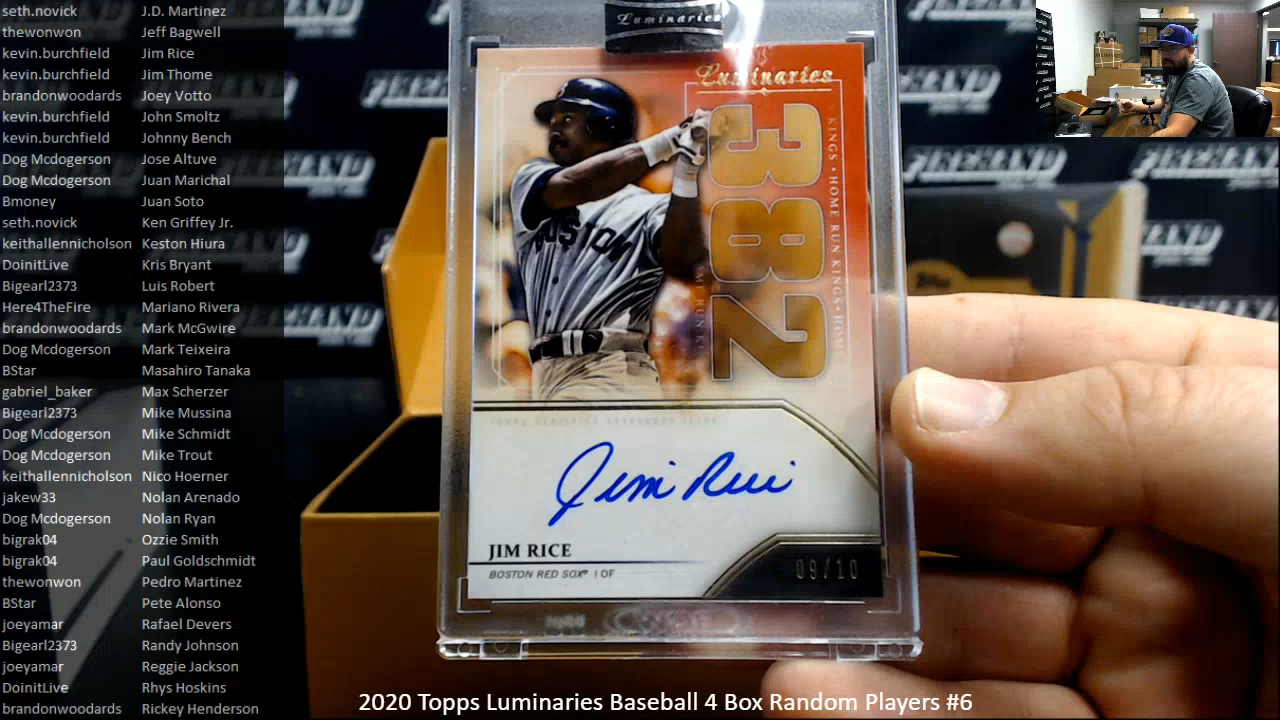 seth.novick J.D. Martinez
thewonwon Jeff Bagwell
kevin.burchfield Jim Rice
kevin.burchfield Jim Thome
brandonwoodards Joey Votto
kevin.burchfield John Smoltz
kevin.burchfield Johnny Bench
Dog Mcdogerson Jose Altuve
Dog Mcdogerson Juan Marichal
Bmoney Juan Soto
seth.novick Ken Griffey Jr.
keithallennicholson Keston Hiura
DoinitLive Kris Bryant
Bigearl2373 Luis Robert
Here4TheFire Mariano Rivera
brandonwoodards Mark McGwire
Dog Mcdogerson Mark Teixeira
BStar Masahiro Tanaka
gabriel_baker Max Scherzer
Bigearl2373 Mike Mussina
Dog Mcdogerson Mike Schmidt
Dog Mcdogerson Mike Trout
keithallennicholson Nico Hoerner
jakew33 Nolan Arenado
Dog Mcdogerson Nolan Ryan
bigrak04 Ozzie Smith
bigrak04 Paul Goldschmidt
thewonwon Pedro Martinez
BStar Pete Alonso
joeyamar Rafael Devers
Bigearl2373 Randy Johnson
joeyamar Reggie Jackson
DoinitLive Rhys Hoskins
brandonwoodards Rickey Henderson
Luminaries
Luminaries
382
KINGS • HOME RUN KINGS • HOM
BOSTON
TOPPS CERTIFIED AUTOGRAPH ISSUE
Jim Rice
JIM RICE
BOSTON RED SOX® | OF
09/10
2020 Topps Luminaries Baseball 4 Box Random Players #6